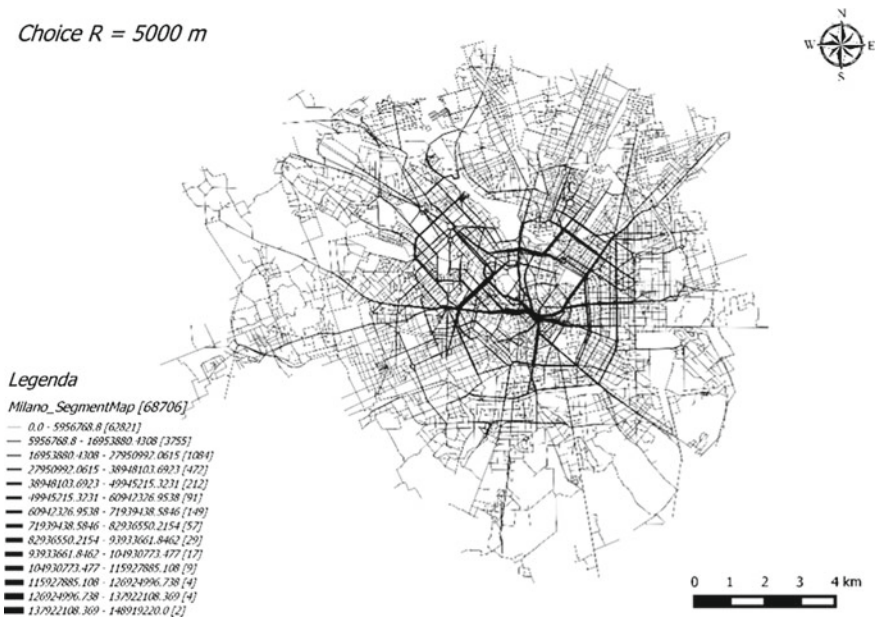 Choice R = 5000 m
N
W E
S
Legenda
Milano_SegmentMap [68706]
0.0 - 5956768.8 [62821]
5956768.8 - 16953880.4308 [3755]
16953880.4308 - 27950992.0615 [1084]
27950992.0615 - 38948103.6923 [472]
38948103.6923 - 49945215.3231 [212]
49945215.3231 - 60942326.9538 [91]
60942326.9538 - 71939438.5846 [149]
71939438.5846 - 82936550.2154 [57]
82936550.2154 - 93933661.8462 [29]
93933661.8462 - 104930773.477 [17]
104930773.477 - 115927885.108 [9]
115927885.108 - 126924996.738 [4]
126924996.738 - 137922108.369 [4]
137922108.369 - 148919220.0 [2]
0 1 2 3 4 km